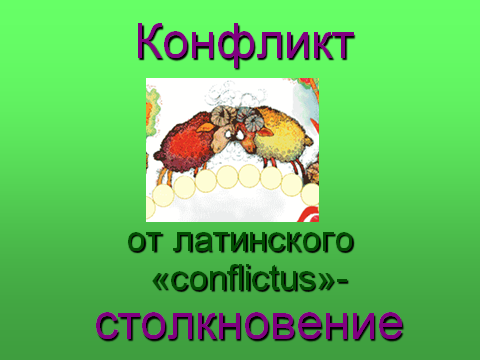 Конфликт
от латинского
«conflictus»-
столкновение